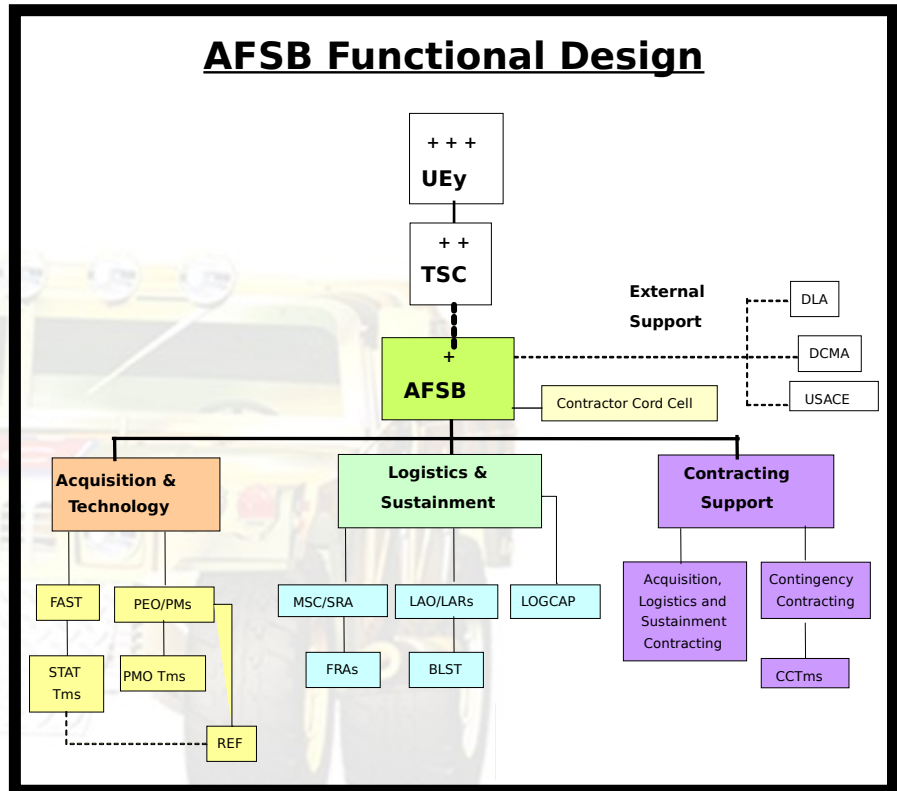 AFSB Functional Design
+ + +
UEy
+ +
TSC
External
Support
DLA
DCMA
USACE
+
AFSB
Contractor Cord Cell
Acquisition &
Technology
Logistics &
Sustainment
Contracting
Support
FAST
PEO/PMs
STAT
Tms
PMO Tms
REF
MSC/SRA
LAO/LARs
LOGCAP
FRAs
BLST
Acquisition,
Logistics and
Sustainment
Contracting
Contingency
Contracting
CCTms